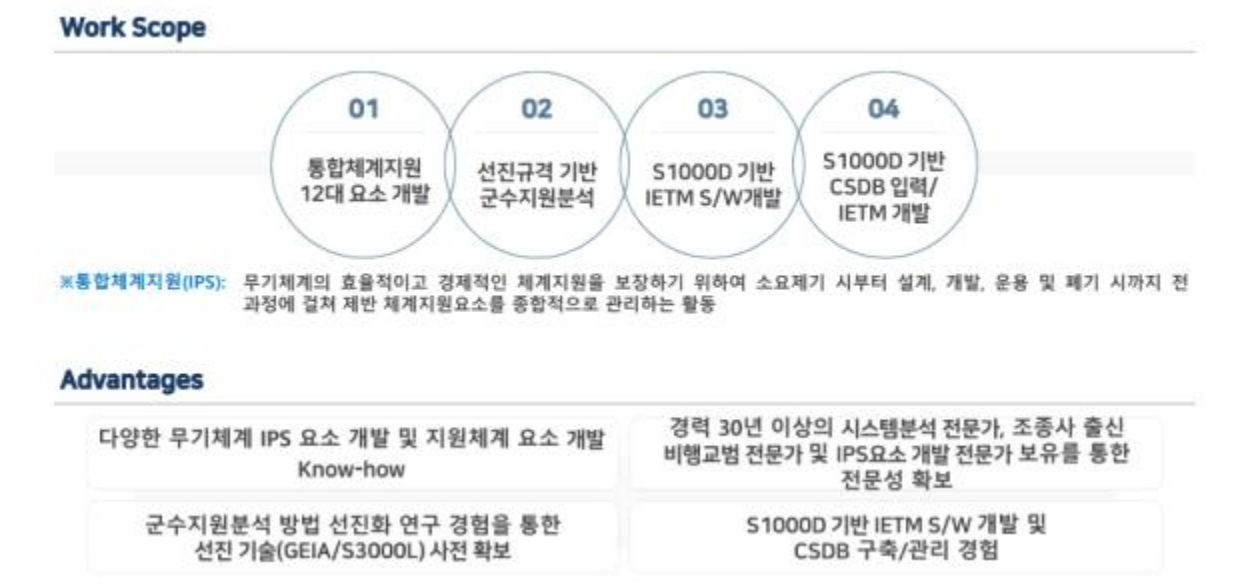 Work Scope
01
통합체계지원
12대 요소 개발
02
선진규격 기반
군수지원분석
03
S1000D 기반
IETM S/W개발
04
S1000D 기반
CSDB 입력/
IETM 개발
※통합체계지원(IPS): 무기체계의 효율적이고 경제적인 체계지원을 보장하기 위하여 소요제기 시부터 설계, 개발, 운용 및 폐기 시까지 전
과정에 걸쳐 제반 체계지원요소를 종합적으로 관리하는 활동
Advantages
다양한 무기체계 IPS 요소 개발 및 지원체계 요소 개발
Know-how
경력 30년 이상의 시스템분석 전문가, 조종사 출신
비행교범 전문가 및 IPS요소 개발 전문가 보유를 통한
전문성 확보
군수지원분석 방법 선진화 연구 경험을 통한
선진 기술(GEIA/S3000L) 사전 확보
S1000D 기반 IETM S/W 개발 및
CSDB 구축/관리 경험